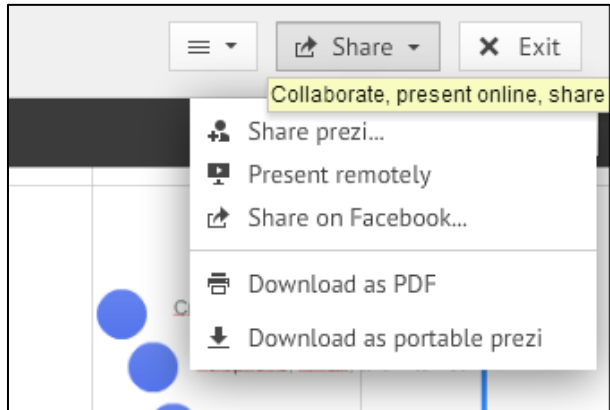 Share
Exit
Collaborate, present online, share
Share prezi...
Present remotely
Share on Facebook...
Download as PDF
Download as portable prezi